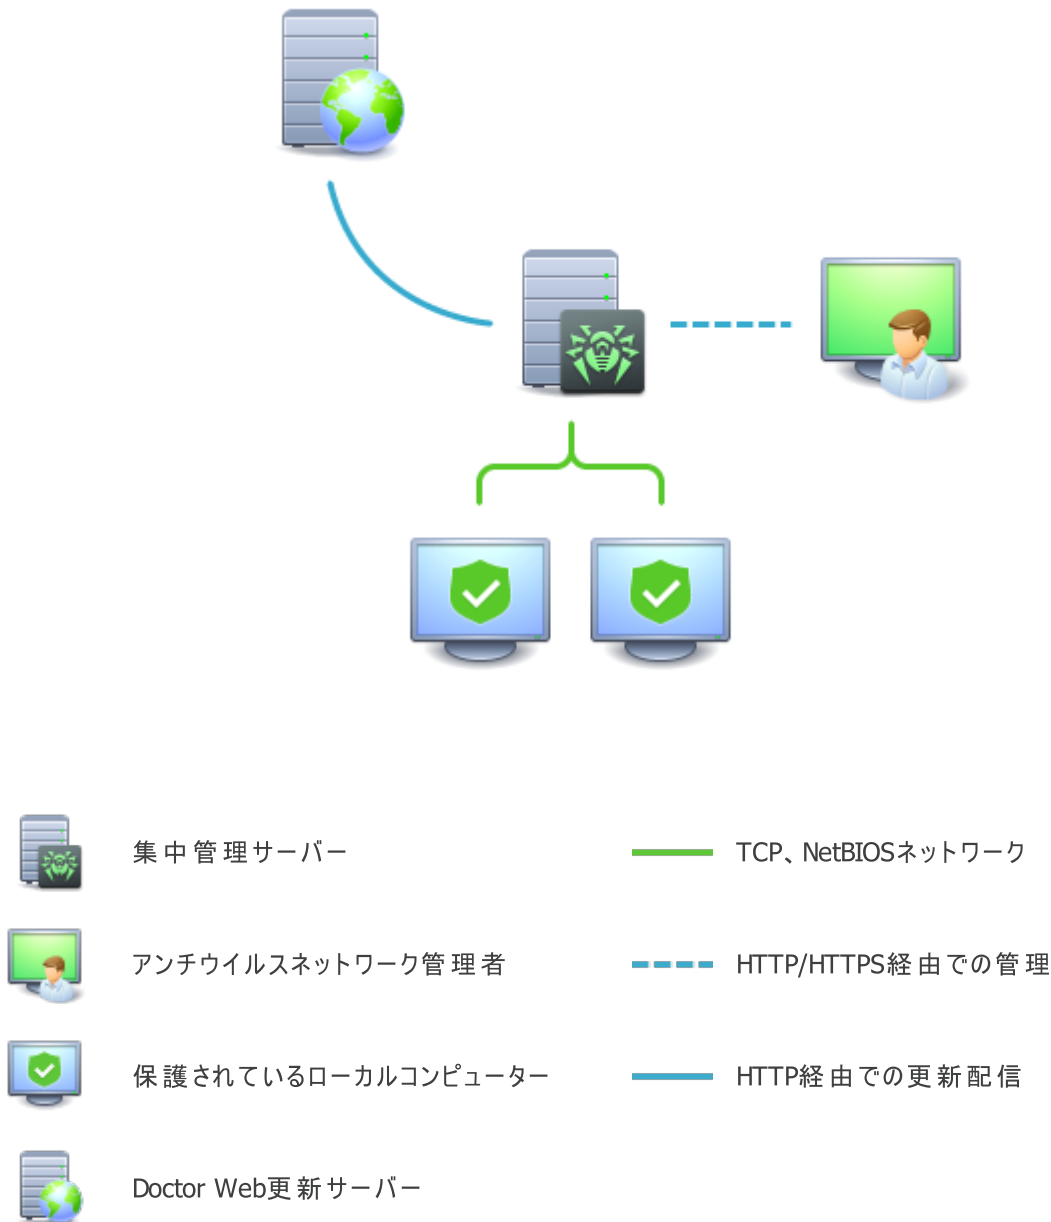 集中管理サーバー
TCP、NetBIOSネットワーク
アンチウイルスネットワーク管理者
HTTP/HTTPS経由での管理
保護されているローカルコンピューター
HTTP経由での更新配信
Doctor Web更新サーバー